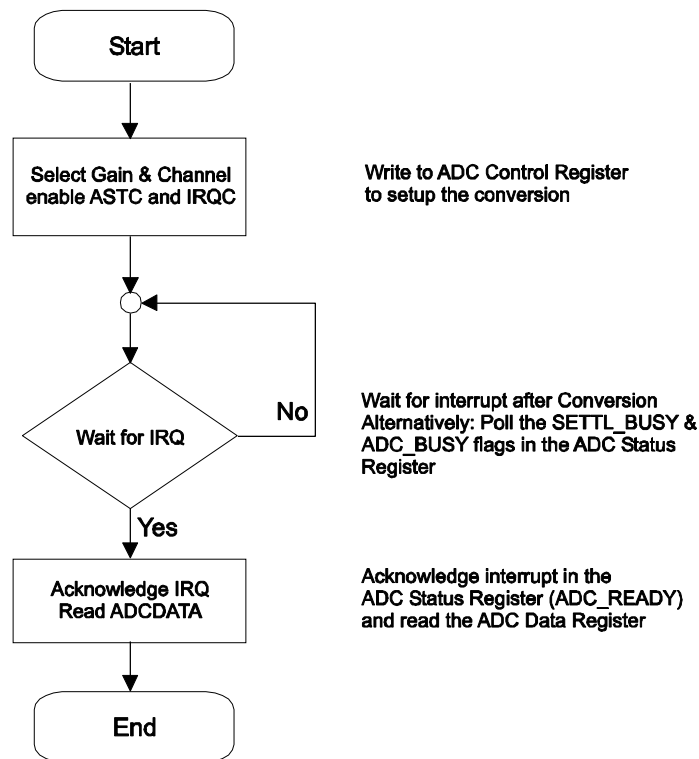 Start
Select Gain & Channel
enable ASTC and IRQC
Write to ADC Control Register
to setup the conversion
No
Wait for IRQ
Wait for interrupt after Conversion
Alternatively: Poll the SETTL_BUSY &
ADC_BUSY flags in the ADC Status
Register
Yes
Acknowledge IRQ
Read ADCDATA
Acknowledge interrupt in the
ADC Status Register (ADC_READY)
and read the ADC Data Register
End